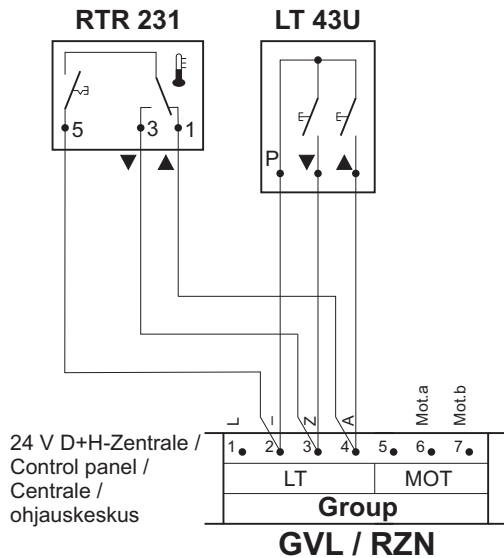 RTR 231 LT 43U
5 3 1
▼ ▲
P ▼ ▲
L – Z A Mot.a Mot.b
1 2 3 4 5 6 7
LT MOT
Group
GVL / RZN
24 V D+H-Zentrale /
Control panel /
Centrale /
ohjauskeskus